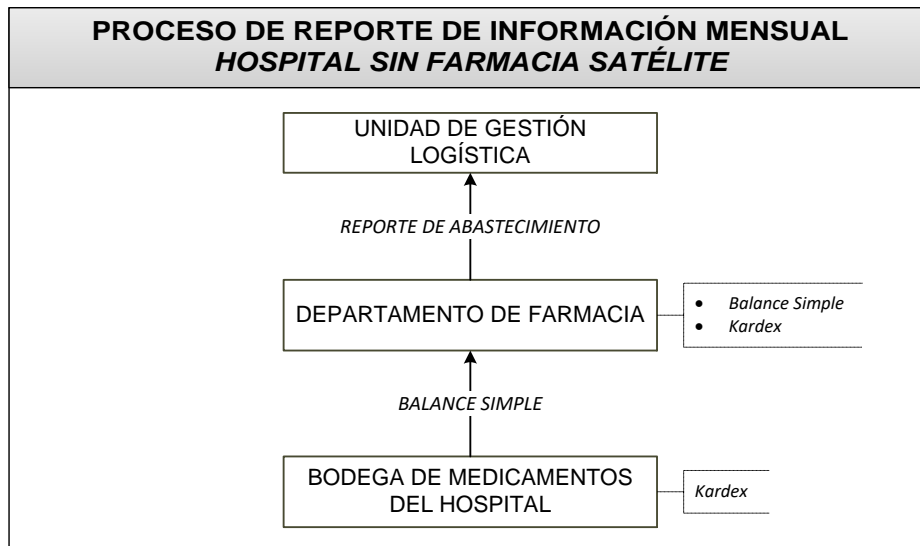 PROCESO DE REPORTE DE INFORMACIÓN MENSUAL
HOSPITAL SIN FARMACIA SATÉLITE
UNIDAD DE GESTIÓN
LOGÍSTICA
REPORTE DE ABASTECIMIENTO
DEPARTAMENTO DE FARMACIA
• Balance Simple
• Kardex
BALANCE SIMPLE
BODEGA DE MEDICAMENTOS
DEL HOSPITAL
Kardex